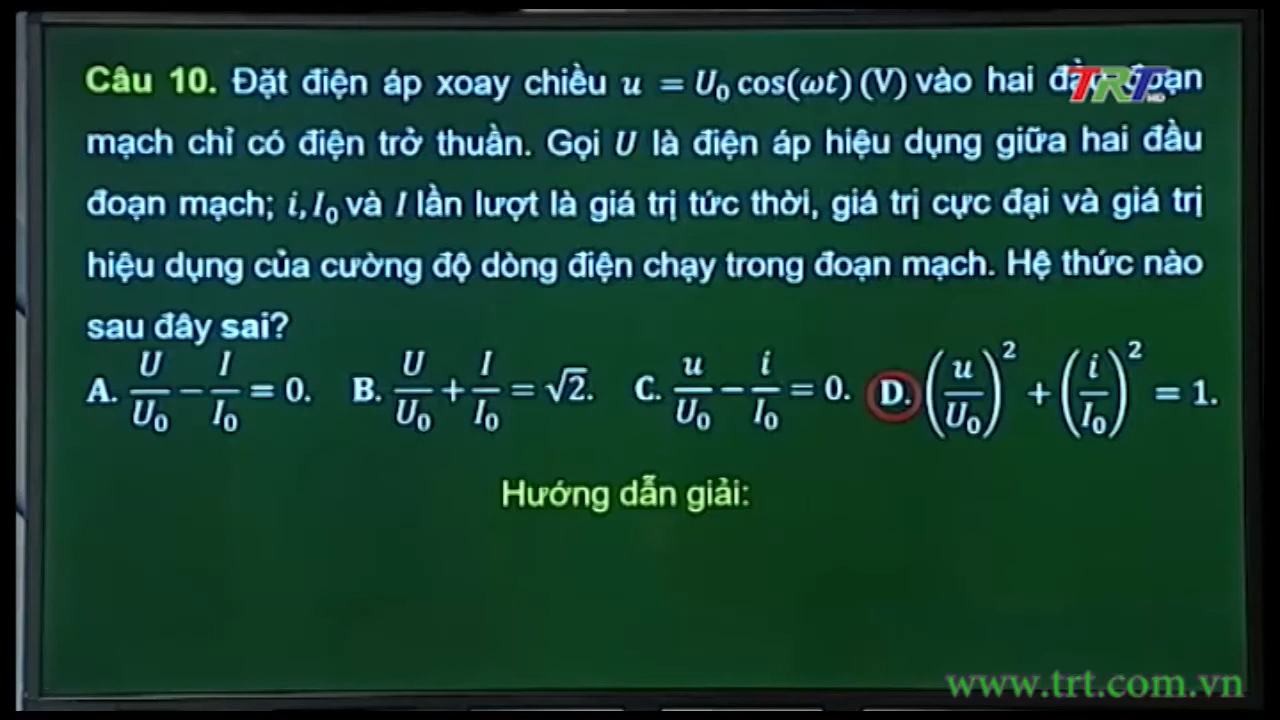 Câu 10. Đặt điện áp xoay chiều u = U₀ cos(ωt) (V) vào hai đầu đoạn
TRT HD
mạch chỉ có điện trở thuần. Gọi U là điện áp hiệu dụng giữa hai đầu
đoạn mạch; i, I₀ và I lần lượt là giá trị tức thời, giá trị cực đại và giá trị
hiệu dụng của cường độ dòng điện chạy trong đoạn mạch. Hệ thức nào
sau đây sai?
A. U/U₀ − I/I₀ = 0. B. U/U₀ + I/I₀ = √2. C. u/U₀ − i/I₀ = 0. D. (u/U₀)² + (i/I₀)² = 1.
Hướng dẫn giải:
www.trt.com.vn